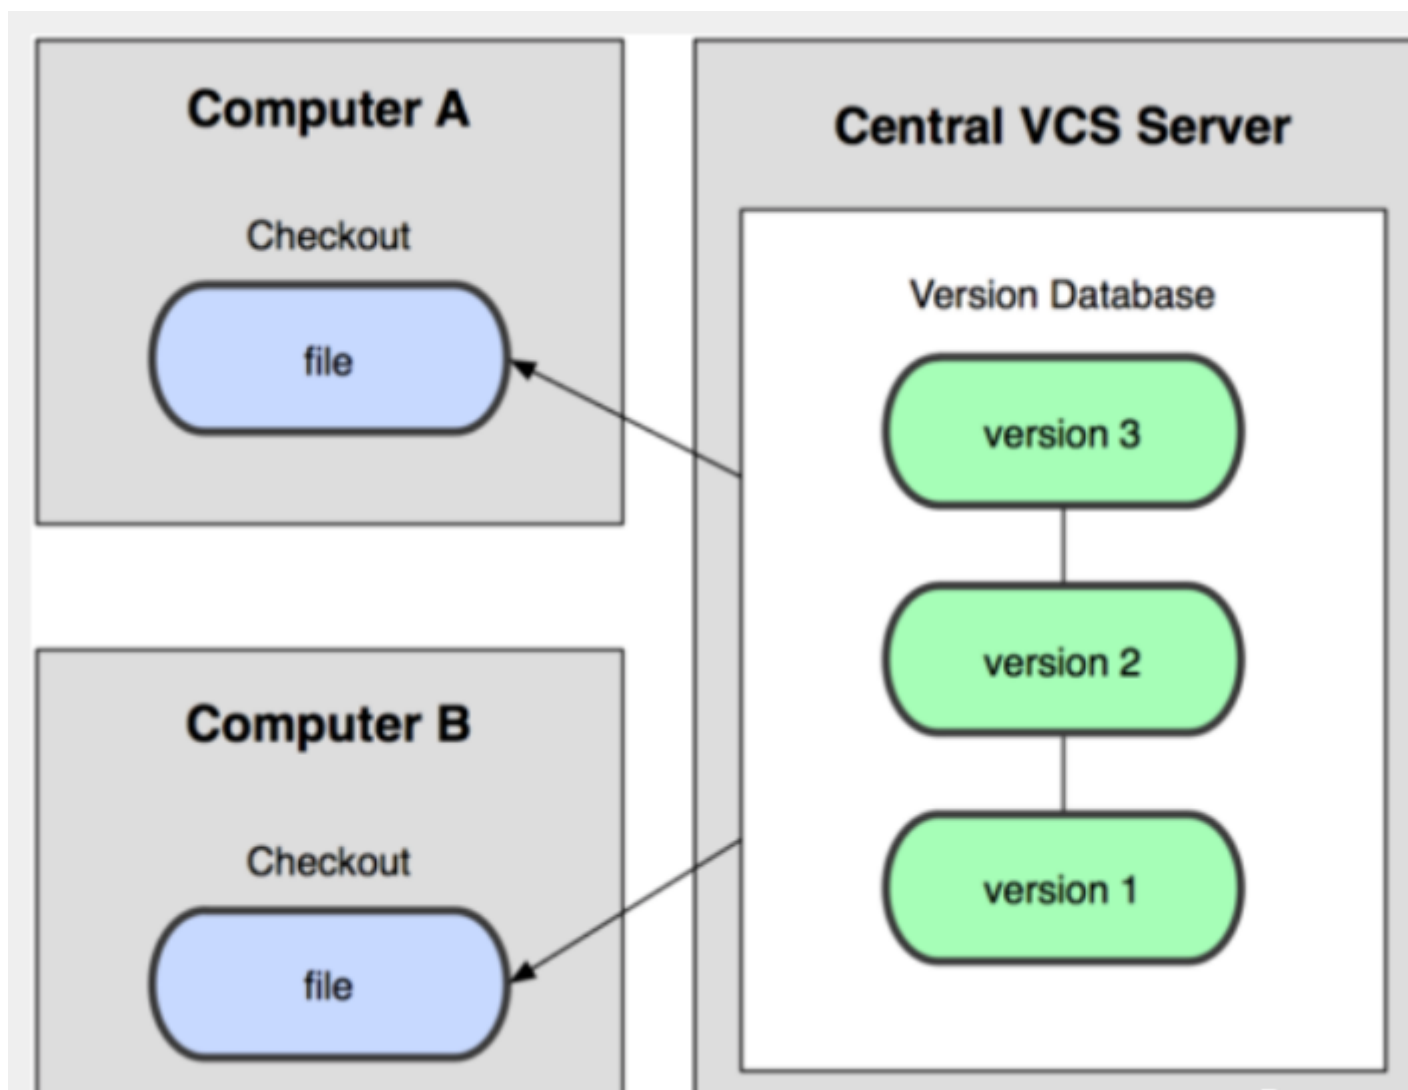 Computer A
Checkout
file
Computer B
Checkout
file
Central VCS Server
Version Database
version 3
version 2
version 1